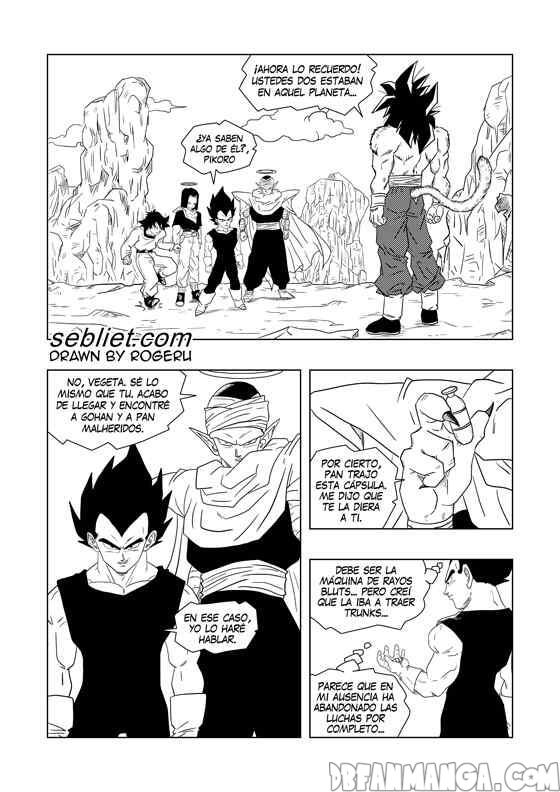 ¡AHORA LO RECUERDO!
USTEDES DOS ESTABAN
EN AQUEL PLANETA...
¿YA SABEN
ALGO DE
ÉL?,
PIKORO
sebliet.com
DRAWN BY ROGERU
NO, VEGETA. SÉ LO
MISMO QUE TU. ACABO
DE LLEGAR Y ENCONTRÉ
A GOHAN Y A PAN
MALHERIDOS.
EN ESE CASO,
YO LO HARÉ
HABLAR.
POR CIERTO,
PAN TRAJO
ESTA CÁPSULA.
ME DIJO QUE
TE LA DIERA
A TI.
DEBE SER LA
MÁQUINA DE RAYOS
BLUTS... PERO CREÍ
QUE LA IBA A TRAER
TRUNKS...
PARECE QUE EN
MI AUSENCIA HA
ABANDONADO LAS
LUCHAS POR
COMPLETO...
DBFANMANGA.COM